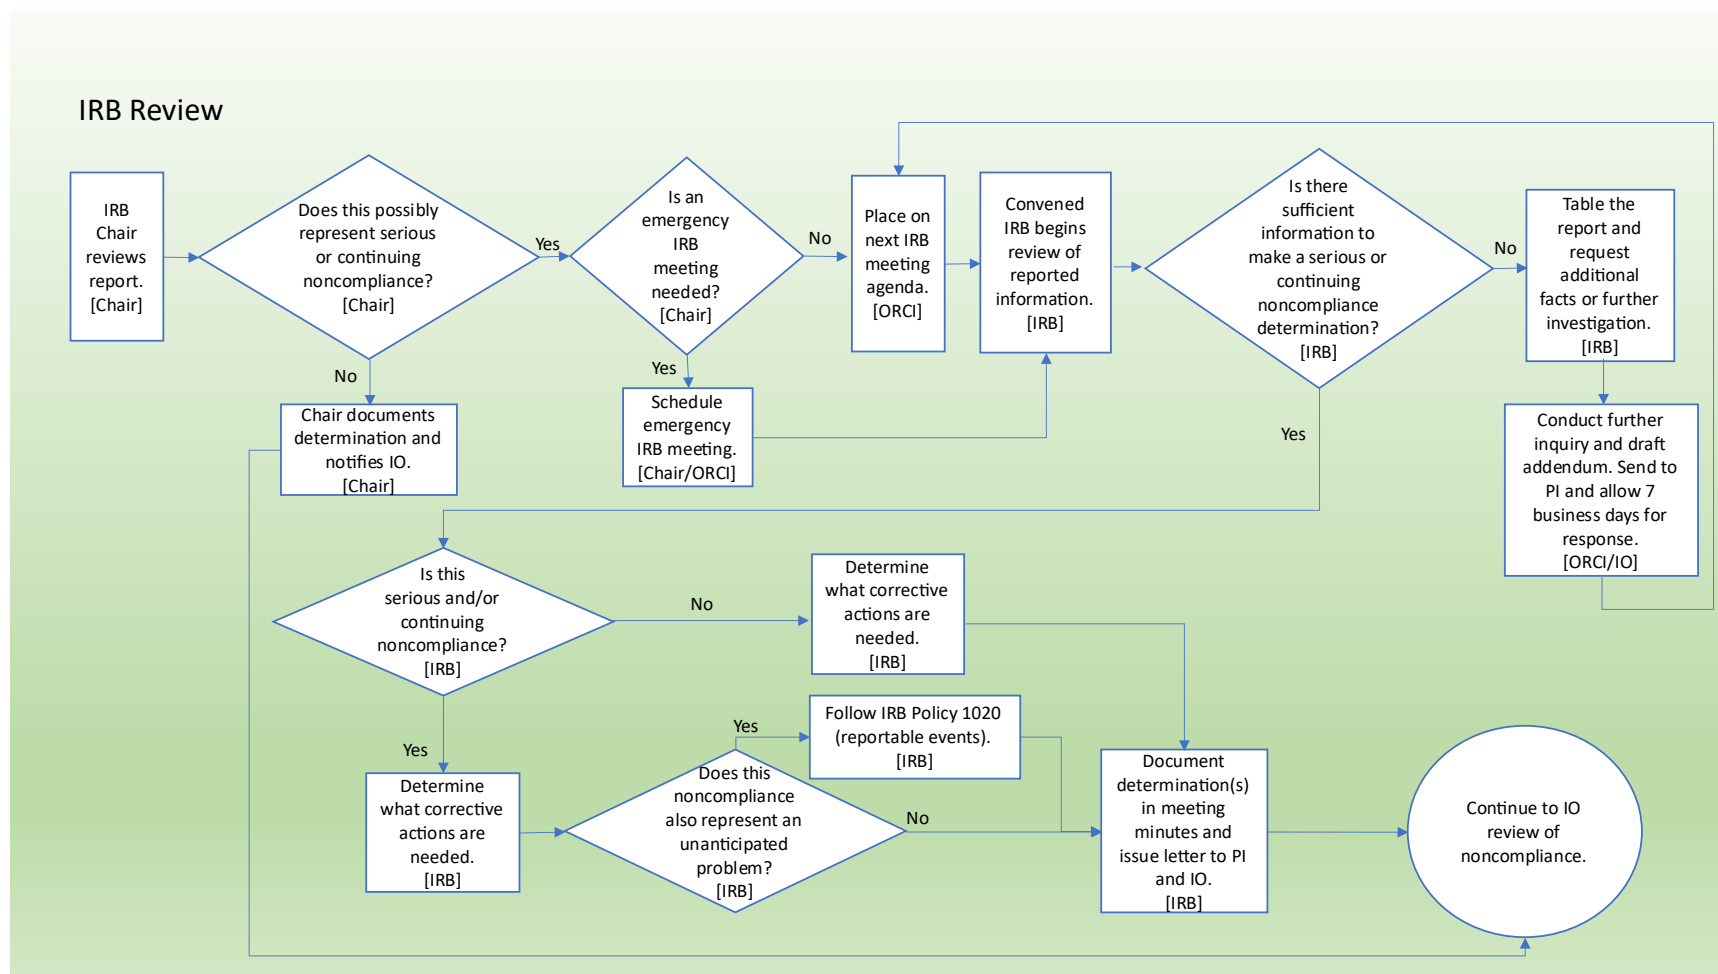 IRB Review
IRB
Chair
reviews
report.
[Chair]
Does this possibly
represent serious
or continuing
noncompliance?
[Chair]
Yes
No
Is an
emergency
IRB
meeting
needed?
[Chair]
No
Yes
Place on
next IRB
meeting
agenda.
[ORCI]
Convened
IRB begins
review of
reported
information.
[IRB]
Is there
sufficient
information to
make a serious or
continuing
noncompliance
determination?
[IRB]
No
Yes
Table the
report and
request
additional
facts or further
investigation.
[IRB]
Chair documents
determination and
notifies IO.
[Chair]
Schedule
emergency
IRB meeting.
[Chair/ORCI]
Conduct further
inquiry and draft
addendum. Send to
PI and allow 7
business days for
response.
[ORCI/IO]
Is this
serious and/or
continuing
noncompliance?
[IRB]
No
Yes
Determine
what corrective
actions are
needed.
[IRB]
Determine
what corrective
actions are
needed.
[IRB]
Does this
noncompliance
also represent an
unanticipated
problem?
[IRB]
Yes
No
Follow IRB Policy 1020
(reportable events).
[IRB]
Document
determination(s)
in meeting
minutes and
issue letter to PI
and IO.
[IRB]
Continue to IO
review of
noncompliance.